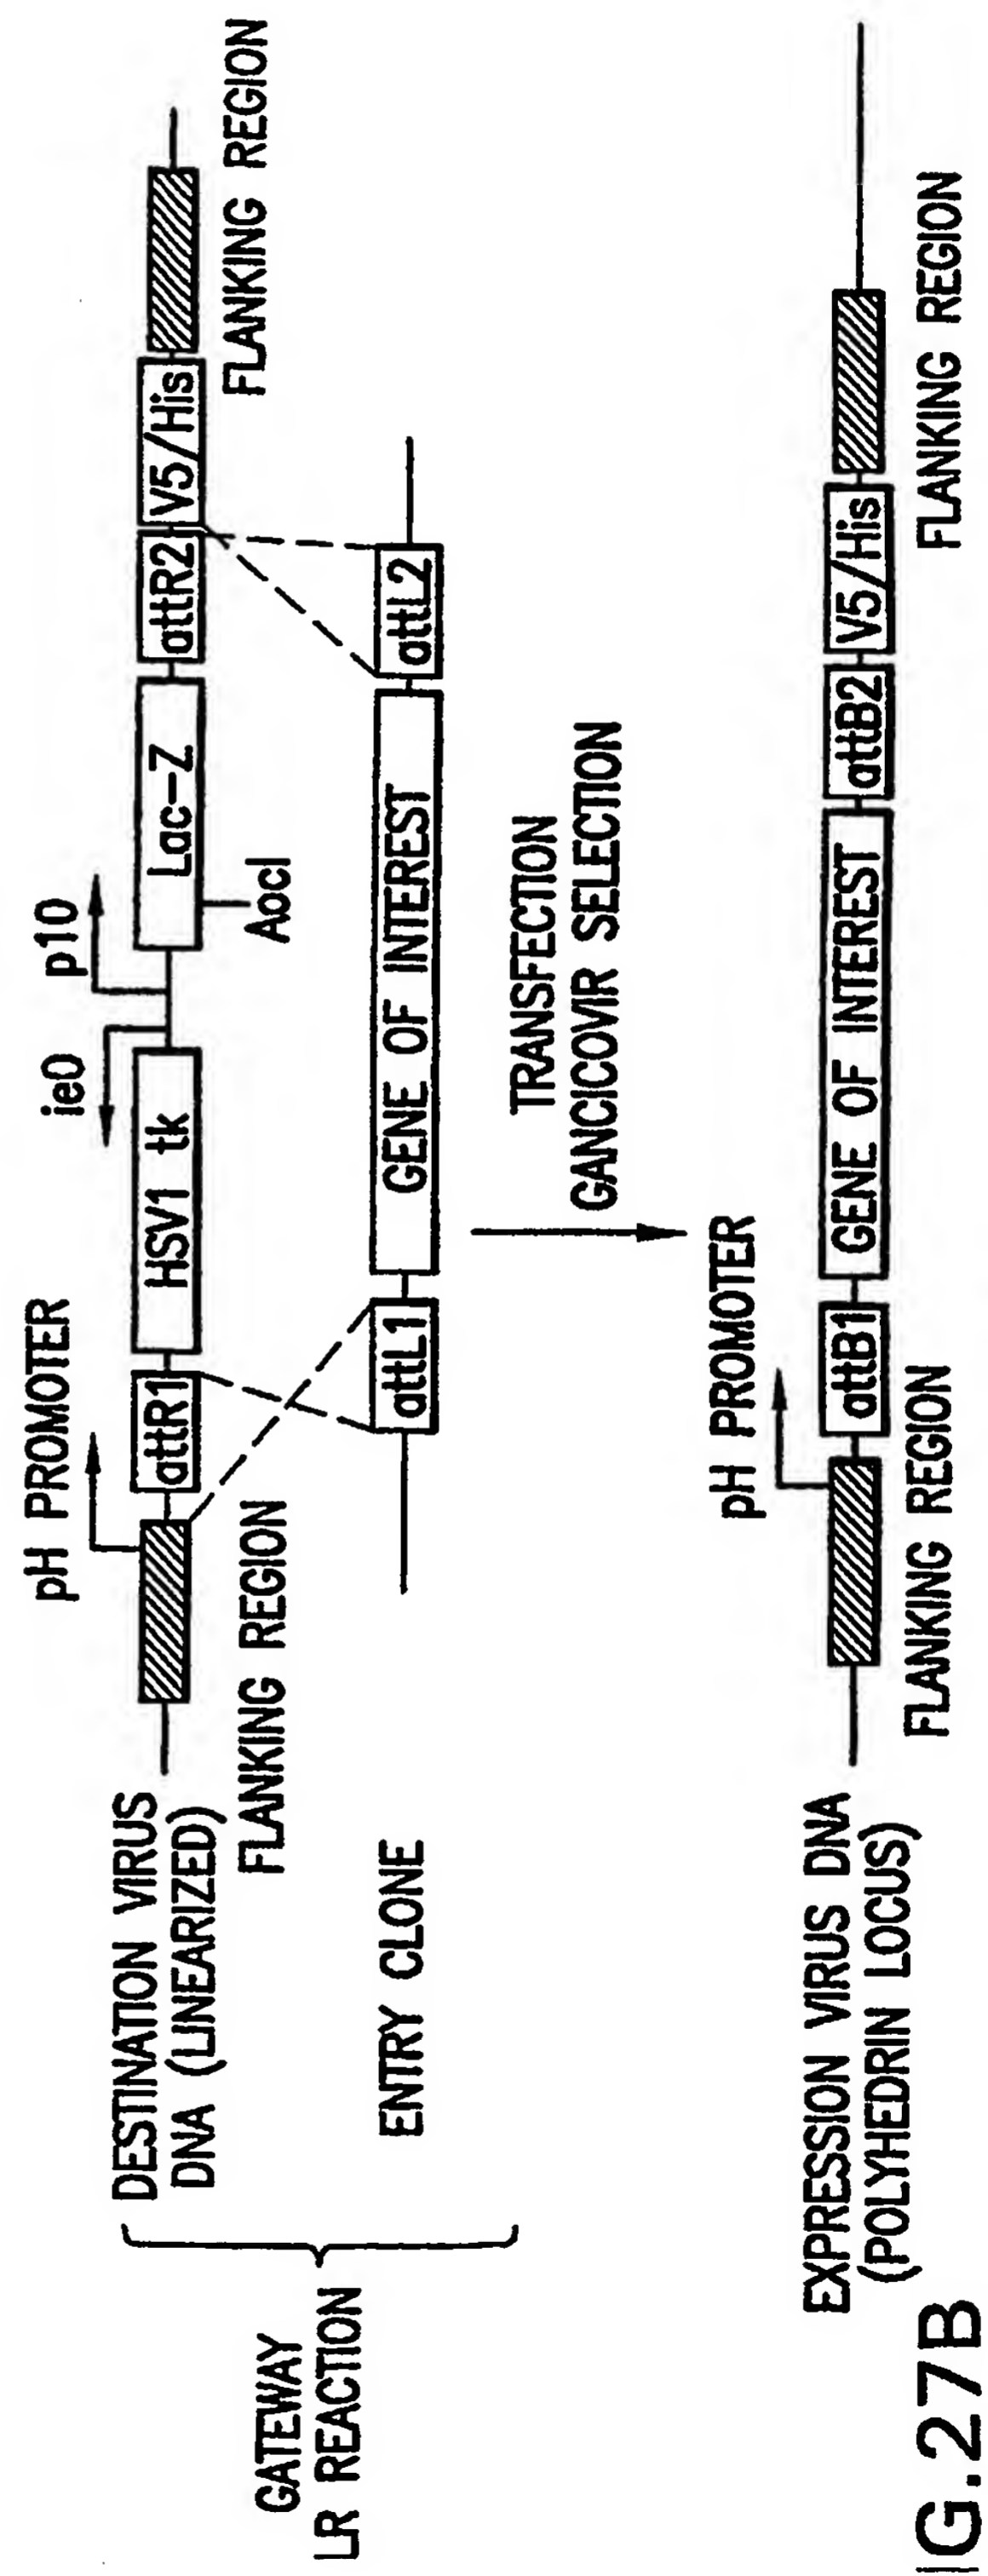 GATEWAY
LR REACTION
DESTINATION VIRUS
DNA (LINEARIZED)
FLANKING REGION
pH PROMOTER
attR1
HSV1 tk
ie0
p10
Lac-Z
AocI
attR2
V5/His
FLANKING REGION
ENTRY CLONE
attL1
GENE OF INTEREST
attL2
TRANSFECTION
GANCICOVIR SELECTION
EXPRESSION VIRUS DNA
(POLYHEDRIN LOCUS)
FLANKING REGION
pH PROMOTER
attB1
GENE OF INTEREST
attB2
V5/His
FLANKING REGION
IG.27B